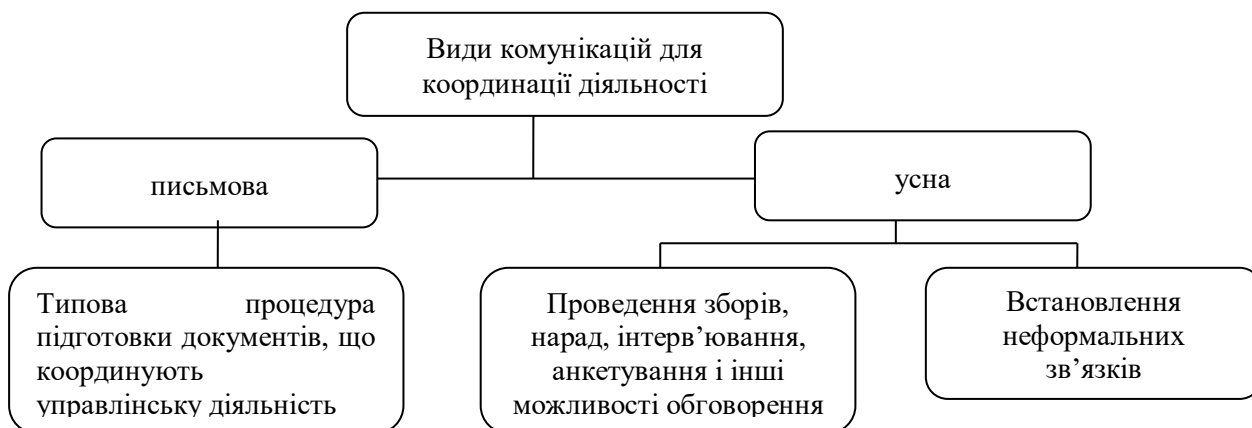 Види комунікацій для
координації діяльності
письмова
усна
Типова процедура
підготовки документів, що
координують
управлінську діяльність
Проведення зборів,
нарад, інтерв’ювання,
анкетування і інші
можливості обговорення
Встановлення
неформальних
зв’язків